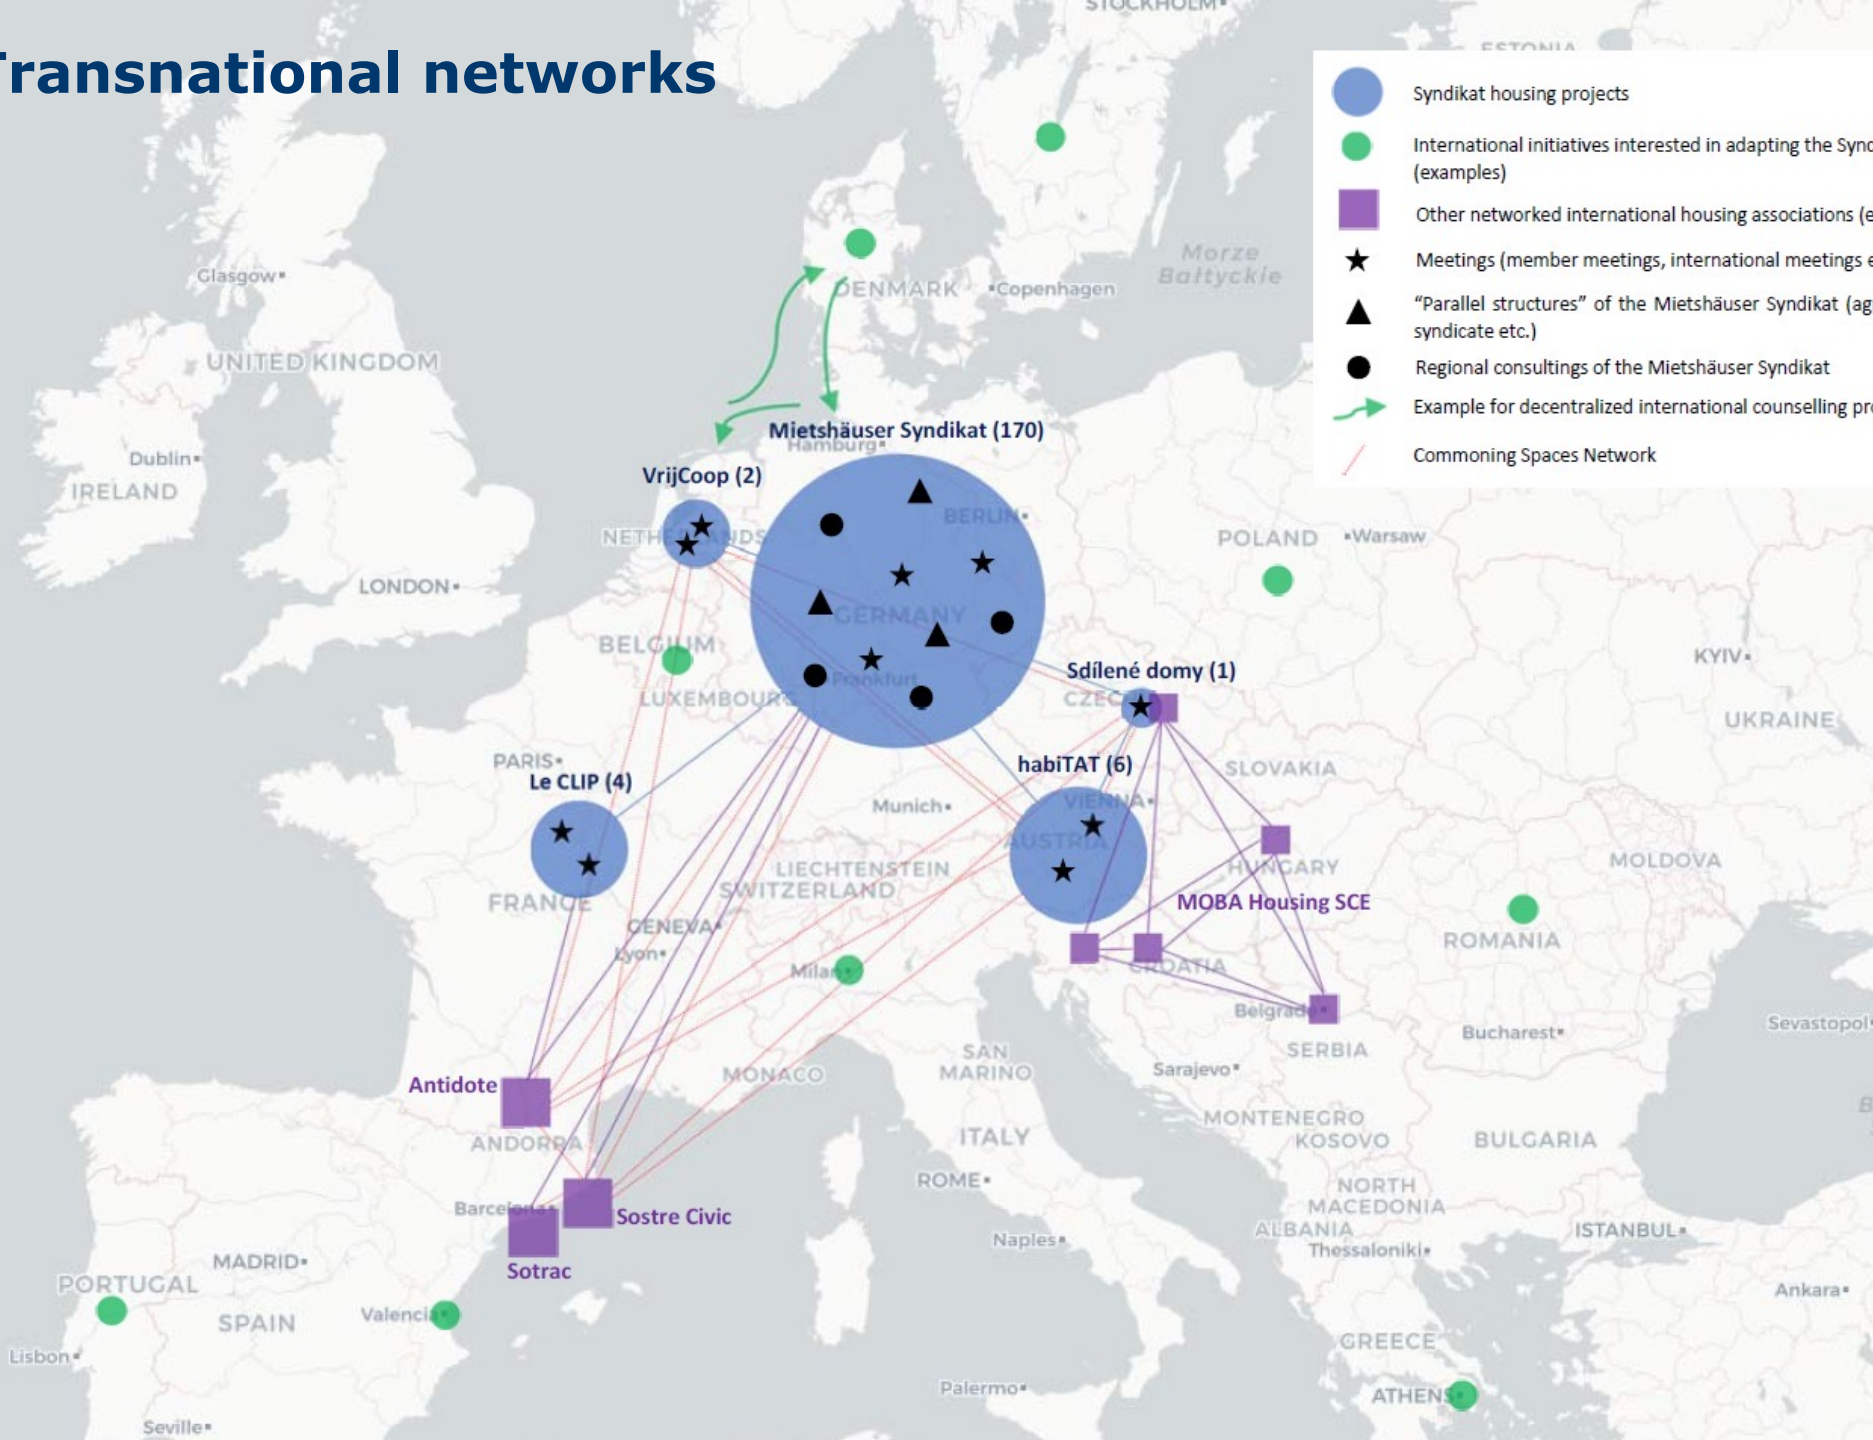 Transnational networks
STOCKHOLM
ESTONIA
Syndikat housing projects
International initiatives interested in adapting the Synd
(examples)
Other networked international housing associations (e
Meetings (member meetings, international meetings e
"Parallel structures" of the Mietshäuser Syndikat (ag
syndicate etc.)
Regional consultings of the Mietshäuser Syndikat
Example for decentralized international counselling pr
Commoning Spaces Network
Glasgow
Morze
Bałtyckie
DENMARK
Copenhagen
UNITED KINGDOM
Mietshäuser Syndikat (170)
Hamburg
Dublin
IRELAND
VrijCoop (2)
BERLIN
NETHERLANDS
POLAND
Warsaw
LONDON
GERMANY
BELGIUM
KYIV
Frankfurt
Sdílené domy (1)
LUXEMBOURG
CZEC
UKRAINE
PARIS
Le CLIP (4)
habiTAT (6)
SLOVAKIA
Munich
VIENNA
AUSTRIA
LIECHTENSTEIN
SWITZERLAND
HUNGARY
MOLDOVA
FRANCE
MOBA Housing SCE
GENEVA
Lyon
ROMANIA
CROATIA
Milan
Belgrade
Bucharest
Sevastopol
SERBIA
SAN
MARINO
MONACO
Sarajevo
Antidote
MONTENEGRO
KOSOVO
BULGARIA
ANDORRA
ITALY
ROME
NORTH
MACEDONIA
Barcelona
Sostre Civic
ALBANIA
ISTANBUL
Thessaloniki
Naples
MADRID
Sotrac
PORTUGAL
Ankara
SPAIN
Valencia
GREECE
Lisbon
Palermo
ATHENS
Seville